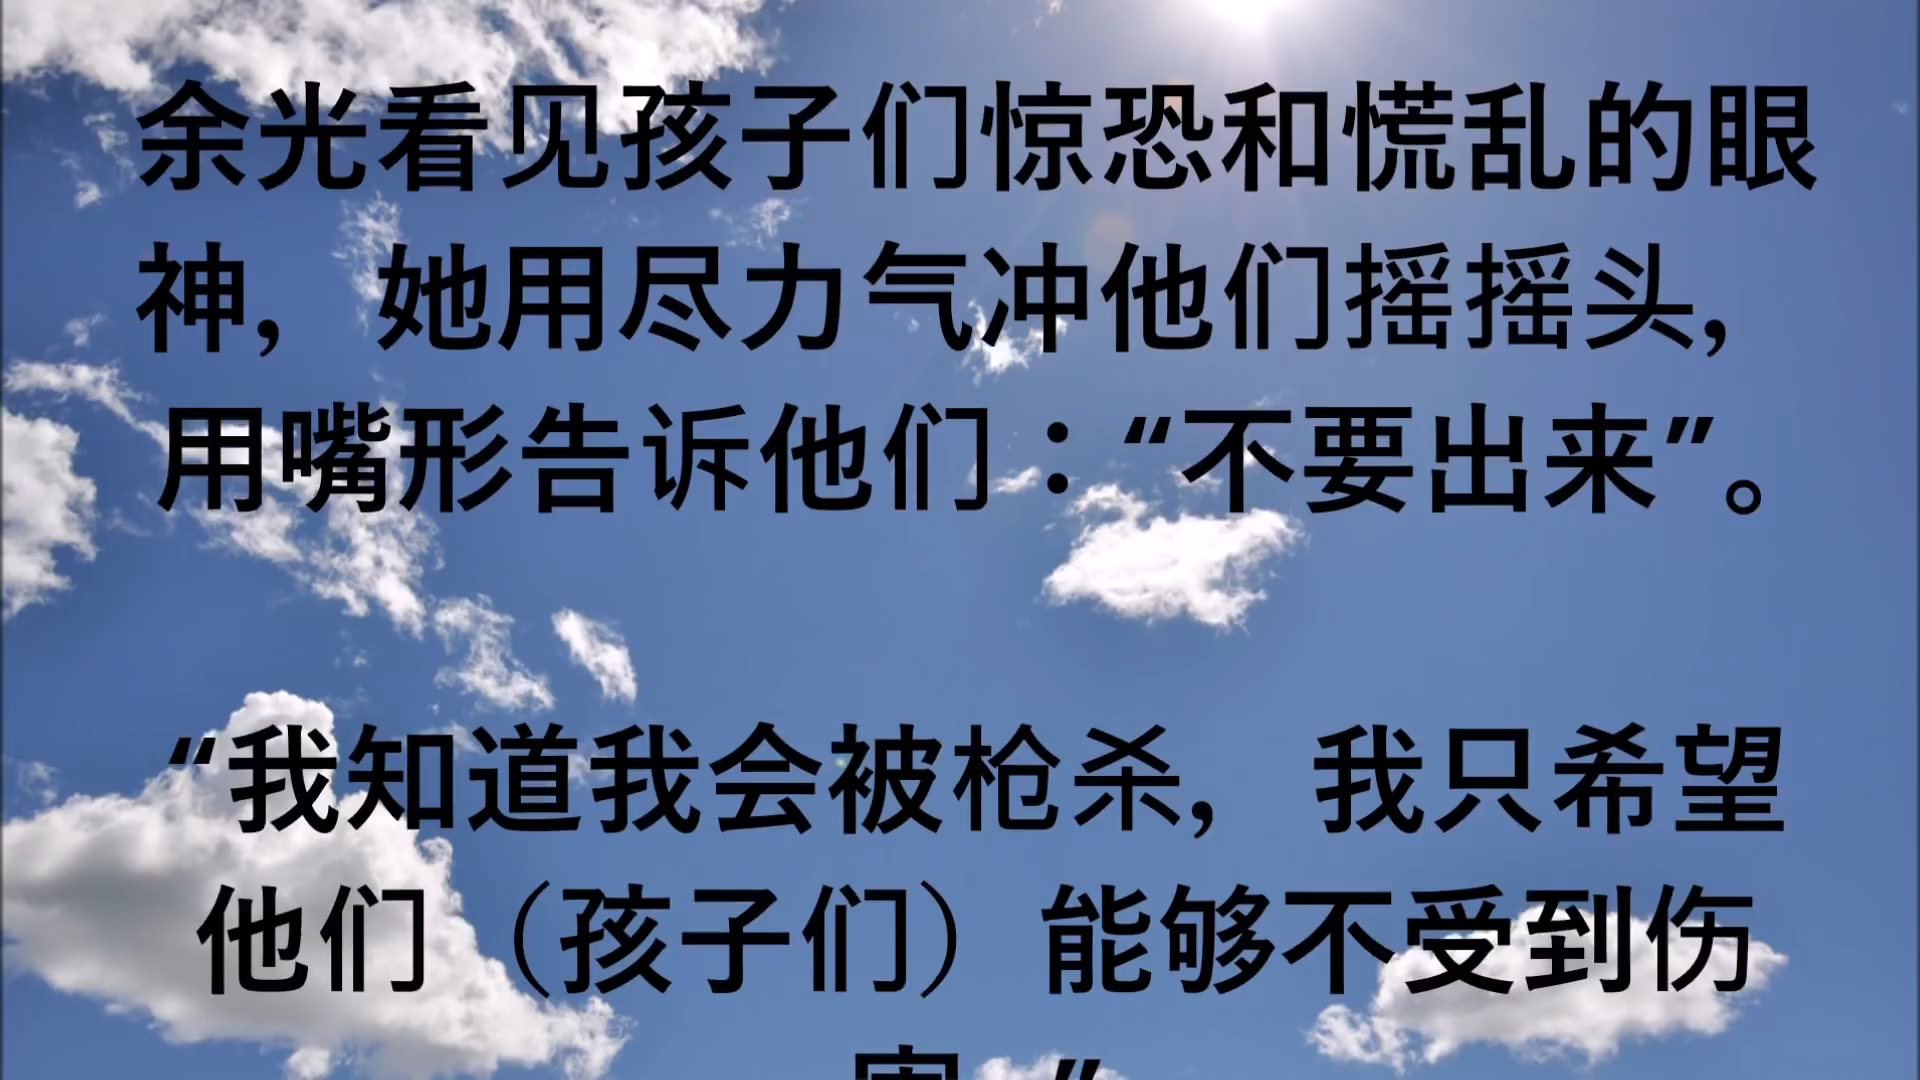 余光看见孩子们惊恐和慌乱的眼
神，她用尽力气冲他们摇摇头，
用嘴形告诉他们：“不要出来”。
“我知道我会被枪杀，我只希望
他们（孩子们）能够不受到伤